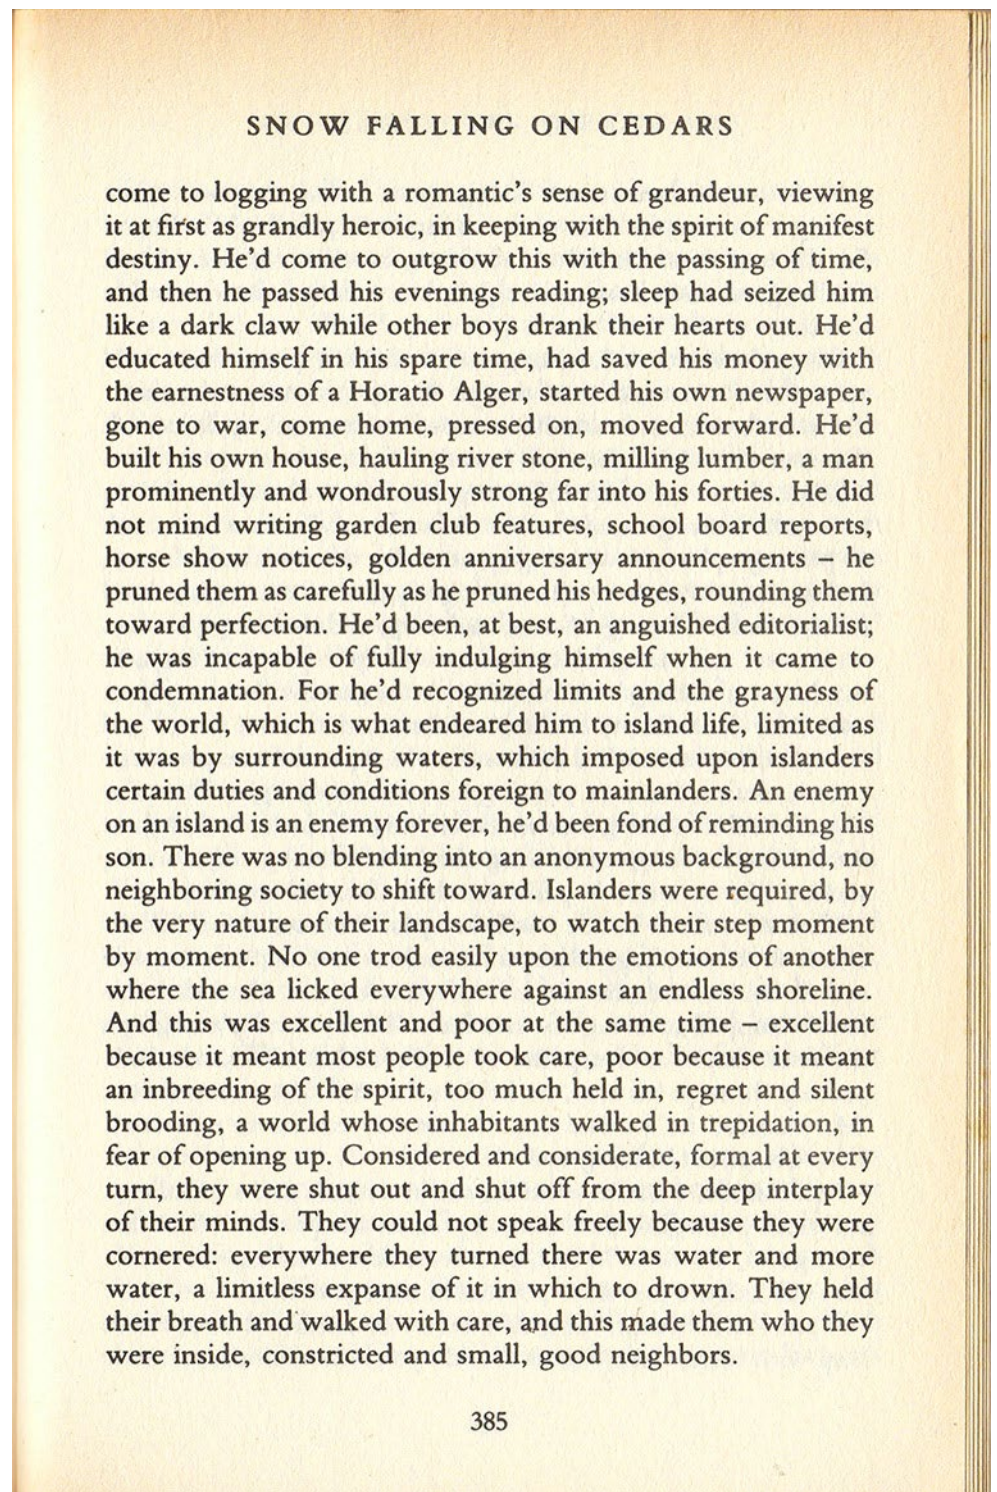 SNOW FALLING ON CEDARS
come to logging with a romantic's sense of grandeur, viewing
it at first as grandly heroic, in keeping with the spirit of manifest
destiny. He'd come to outgrow this with the passing of time,
and then he passed his evenings reading; sleep had seized him
like a dark claw while other boys drank their hearts out. He'd
educated himself in his spare time, had saved his money with
the earnestness of a Horatio Alger, started his own newspaper,
gone to war, come home, pressed on, moved forward. He'd
built his own house, hauling river stone, milling lumber, a man
prominently and wondrously strong far into his forties. He did
not mind writing garden club features, school board reports,
horse show notices, golden anniversary announcements – he
pruned them as carefully as he pruned his hedges, rounding them
toward perfection. He'd been, at best, an anguished editorialist;
he was incapable of fully indulging himself when it came to
condemnation. For he'd recognized limits and the grayness of
the world, which is what endeared him to island life, limited as
it was by surrounding waters, which imposed upon islanders
certain duties and conditions foreign to mainlanders. An enemy
on an island is an enemy forever, he'd been fond of reminding his
son. There was no blending into an anonymous background, no
neighboring society to shift toward. Islanders were required, by
the very nature of their landscape, to watch their step moment
by moment. No one trod easily upon the emotions of another
where the sea licked everywhere against an endless shoreline.
And this was excellent and poor at the same time – excellent
because it meant most people took care, poor because it meant
an inbreeding of the spirit, too much held in, regret and silent
brooding, a world whose inhabitants walked in trepidation, in
fear of opening up. Considered and considerate, formal at every
turn, they were shut out and shut off from the deep interplay
of their minds. They could not speak freely because they were
cornered: everywhere they turned there was water and more
water, a limitless expanse of it in which to drown. They held
their breath and walked with care, and this made them who they
were inside, constricted and small, good neighbors.
385